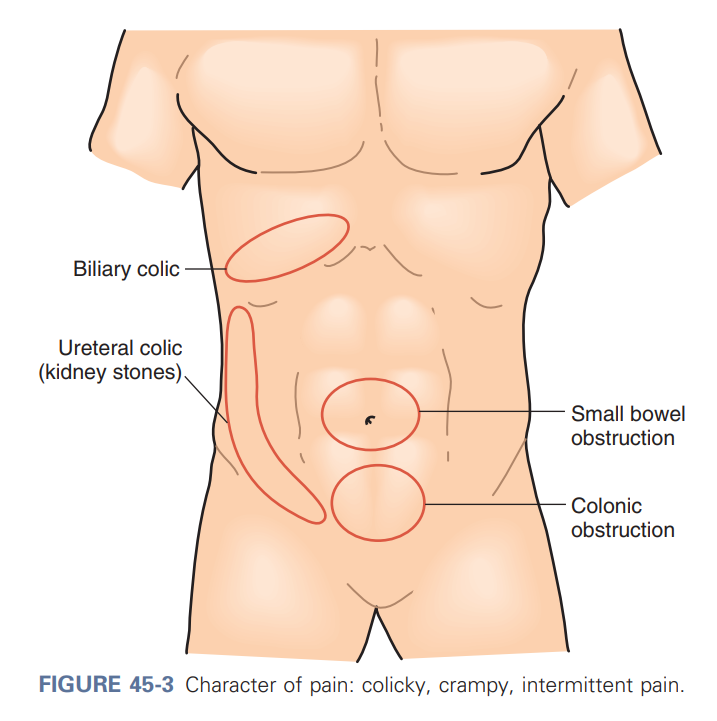 Biliary colic
Ureteral colic
(kidney stones)
Small bowel
obstruction
Colonic
obstruction
FIGURE 45-3 Character of pain: colicky, crampy, intermittent pain.